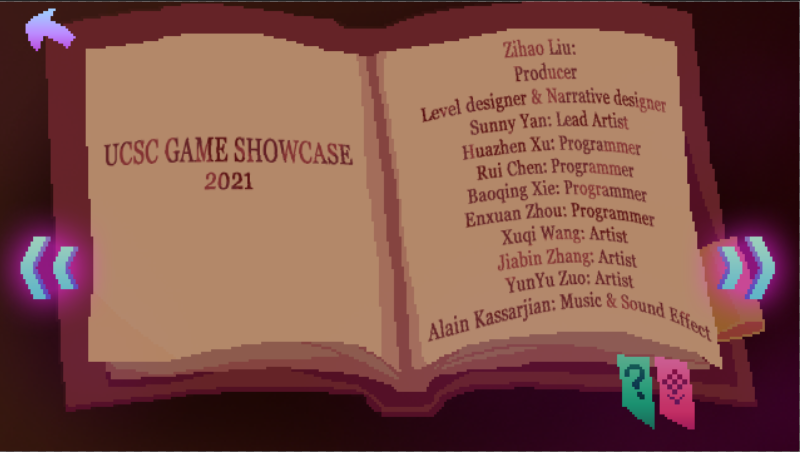 UCSC GAME SHOWCASE
2021
Zihao Liu:
Producer
Level designer & Narrative designer
Sunny Yan: Lead Artist
Huazhen Xu: Programmer
Rui Chen: Programmer
Baoqing Xie: Programmer
Enxuan Zhou: Programmer
Xuqi Wang: Artist
Jiabin Zhang: Artist
YunYu Zuo: Artist
Alain Kassarjian: Music & Sound Effect
?